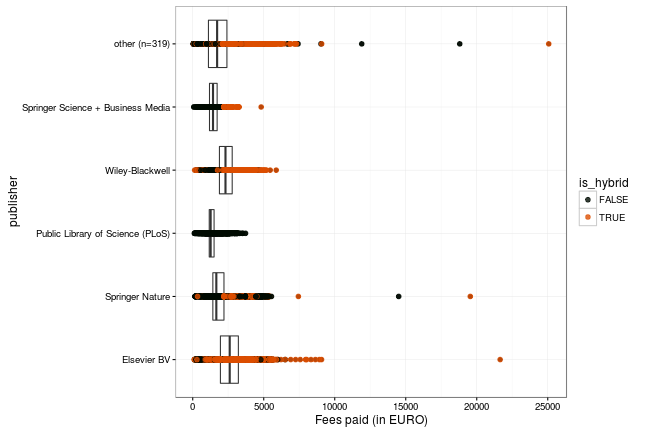 other (n=319)
Springer Science + Business Media
Wiley-Blackwell
Public Library of Science (PLoS)
Springer Nature
Elsevier BV
publisher
0
5000
10000
15000
20000
25000
Fees paid (in EURO)
is_hybrid
FALSE
TRUE